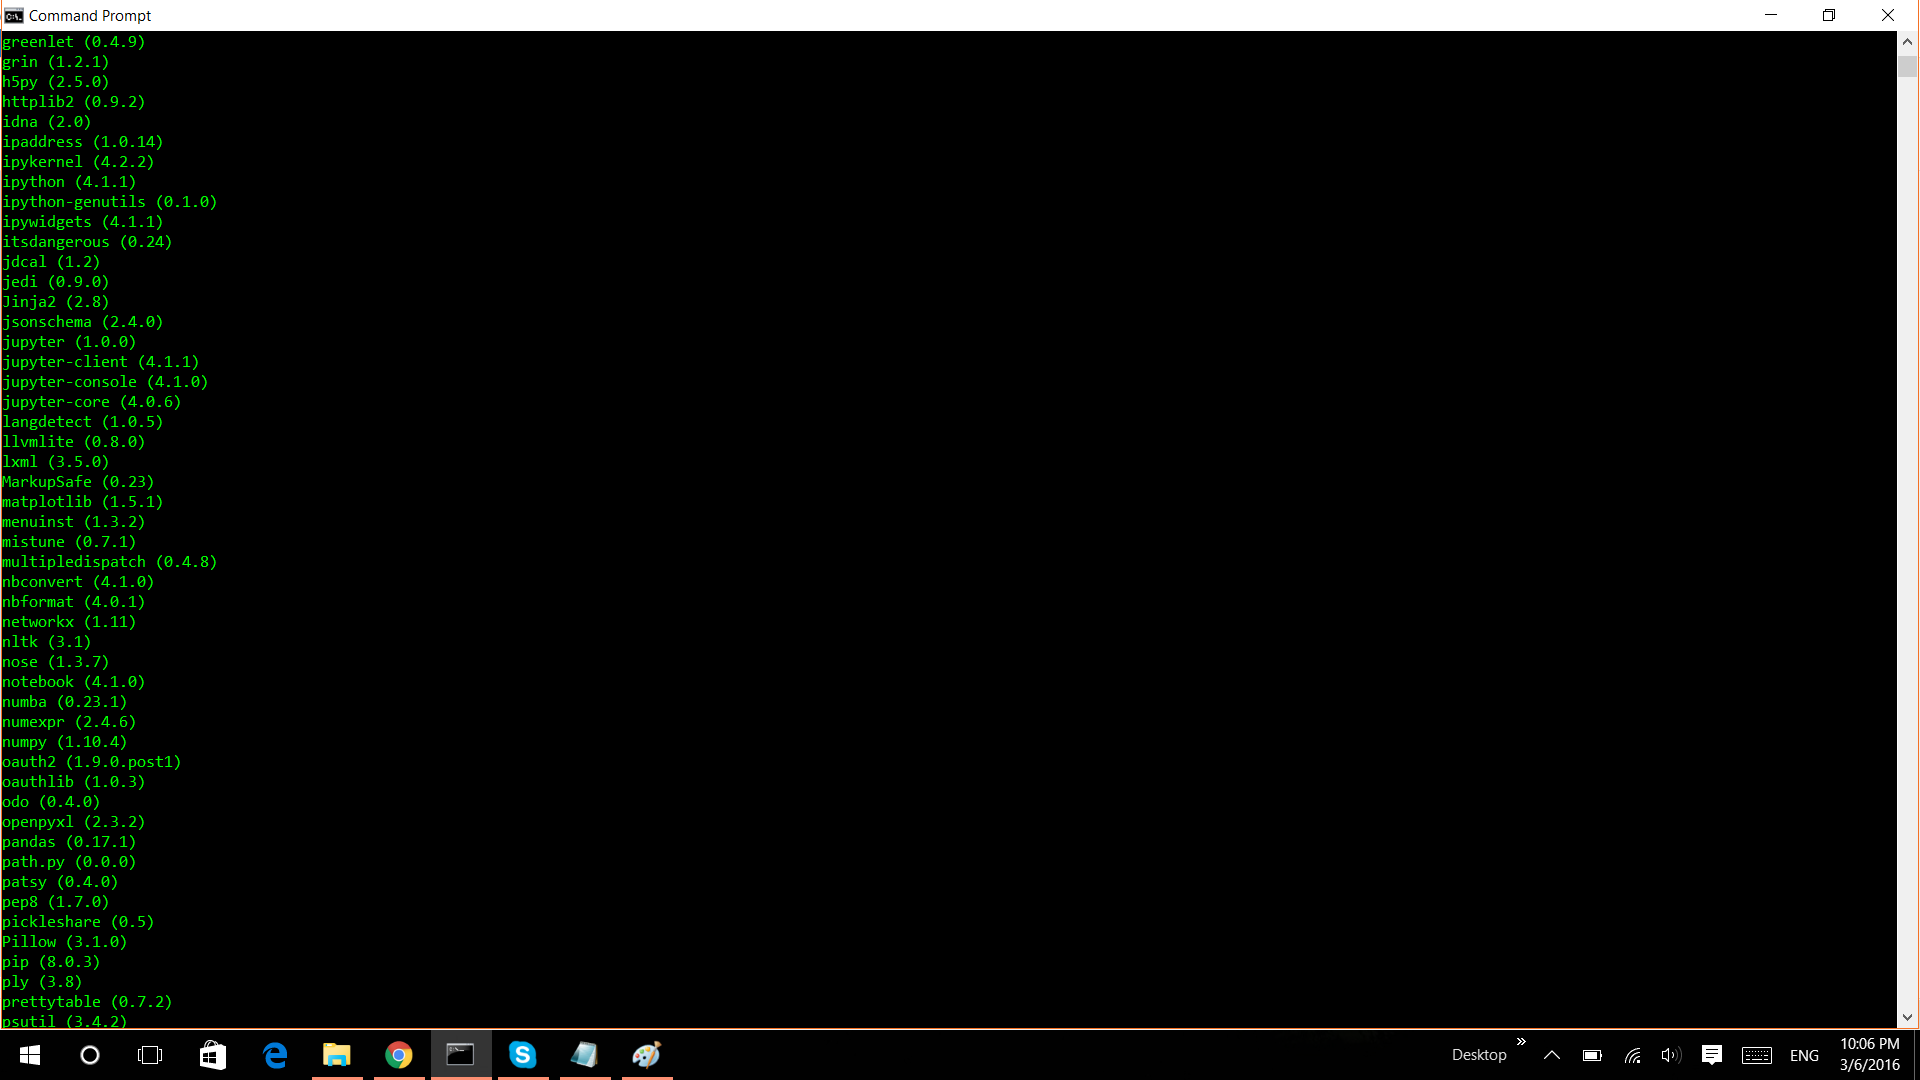 Command Prompt
greenlet (0.4.9)
grin (1.2.1)
h5py (2.5.0)
httplib2 (0.9.2)
idna (2.0)
ipaddress (1.0.14)
ipykernel (4.2.2)
ipython (4.1.1)
ipython-genutils (0.1.0)
ipywidgets (4.1.1)
itsdangerous (0.24)
jdcal (1.2)
jedi (0.9.0)
Jinja2 (2.8)
jsonschema (2.4.0)
jupyter (1.0.0)
jupyter-client (4.1.1)
jupyter-console (4.1.0)
jupyter-core (4.0.6)
langdetect (1.0.5)
llvmlite (0.8.0)
lxml (3.5.0)
MarkupSafe (0.23)
matplotlib (1.5.1)
menuinst (1.3.2)
mistune (0.7.1)
multipledispatch (0.4.8)
nbconvert (4.1.0)
nbformat (4.0.1)
networkx (1.11)
nltk (3.1)
nose (1.3.7)
notebook (4.1.0)
numba (0.23.1)
numexpr (2.4.6)
numpy (1.10.4)
oauth2 (1.9.0.post1)
oauthlib (1.0.3)
odo (0.4.0)
openpyxl (2.3.2)
pandas (0.17.1)
path.py (0.0.0)
patsy (0.4.0)
pep8 (1.7.0)
pickleshare (0.5)
Pillow (3.1.0)
pip (8.0.3)
ply (3.8)
prettytable (0.7.2)
psutil (3.4.2)
Desktop
ENG
10:06 PM
3/6/2016